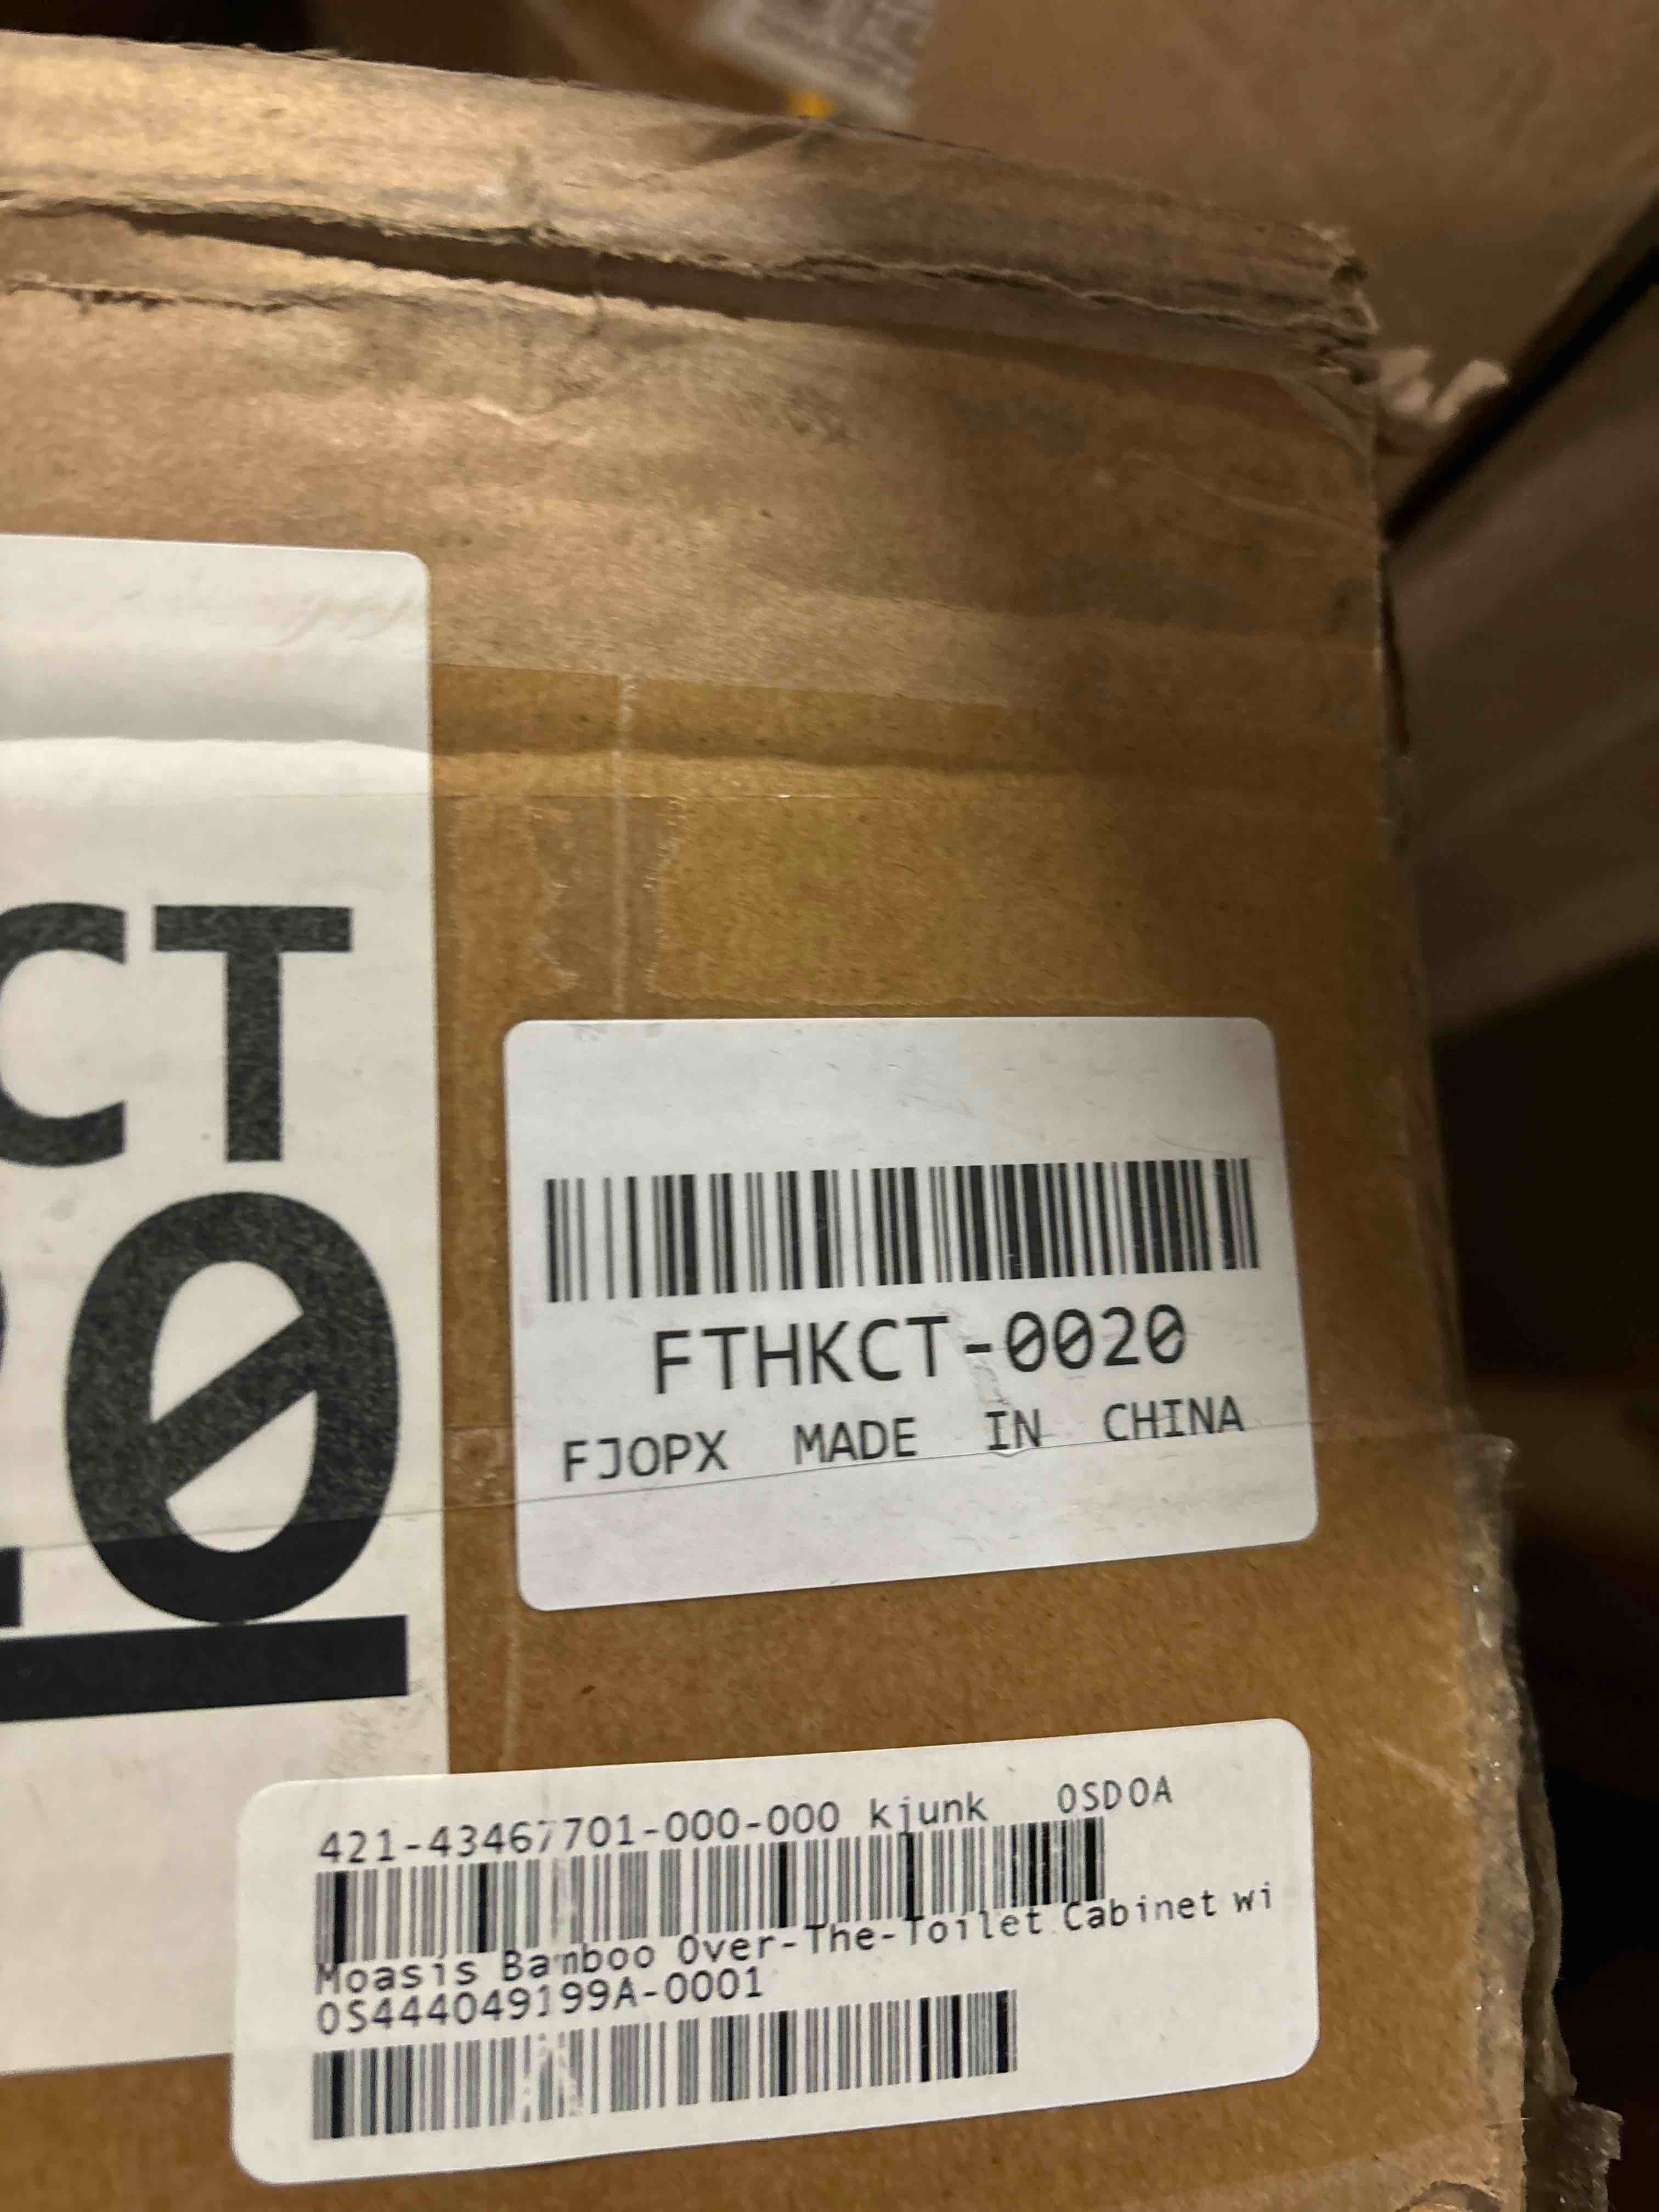 CT
20
FTHKCT-0020
FJOPX MADE IN CHINA
421-43467701-000-000 kjunk OSDOA
Moasis Bamboo Over-The-Toilet Cabinet wi
OS444049199A-0001